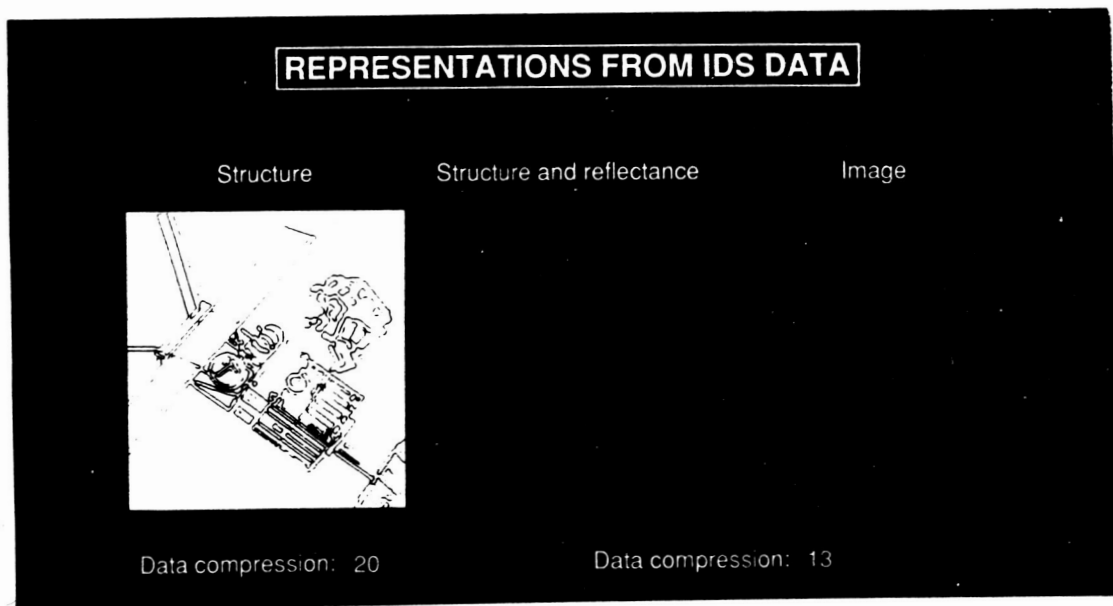 REPRESENTATIONS FROM IDS DATA
Structure
Structure and reflectance
Image
Data compression: 20
Data compression: 13